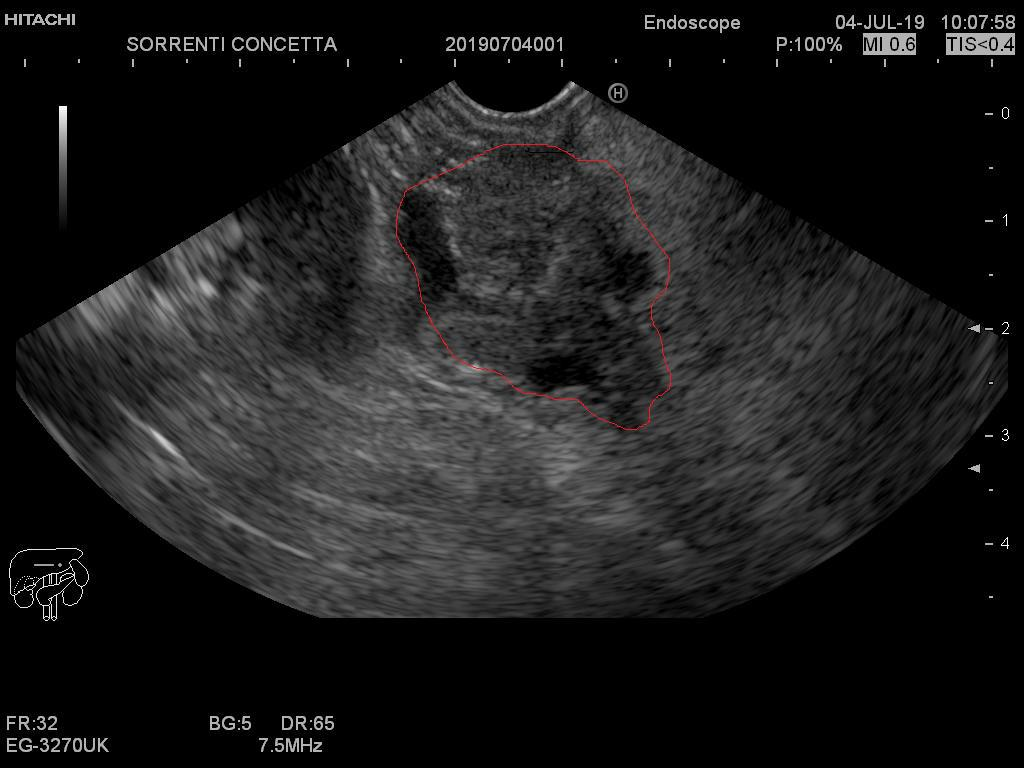 HITACHI
Endoscope 04-JUL-19 10:07:58
SORRENTI CONCETTA 20190704001 P:100% MI 0.6 TIS<0.4
H
0
1
2
3
4
FR:32 BG:5 DR:65
EG-3270UK 7.5MHz